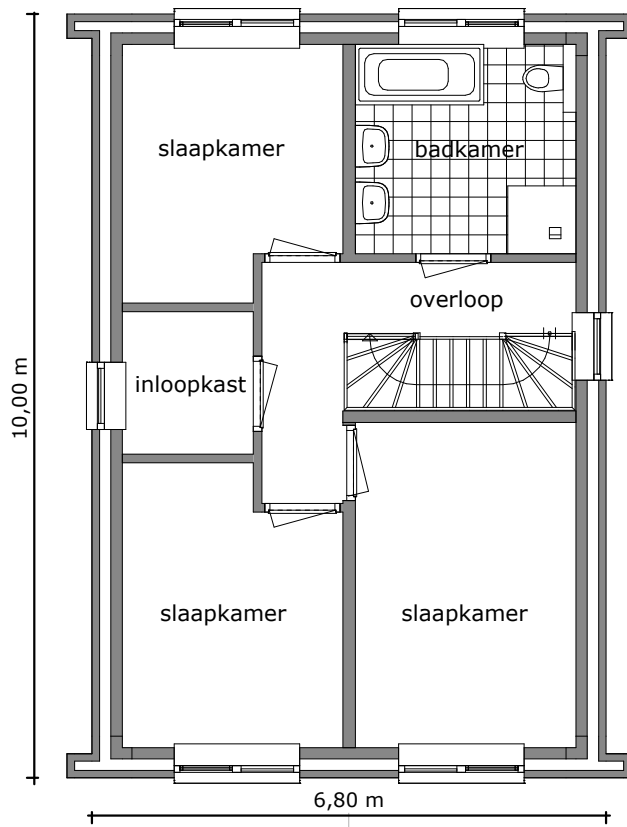 slaapkamer
badkamer
overloop
inloopkast
10,00 m
slaapkamer
slaapkamer
6,80 m